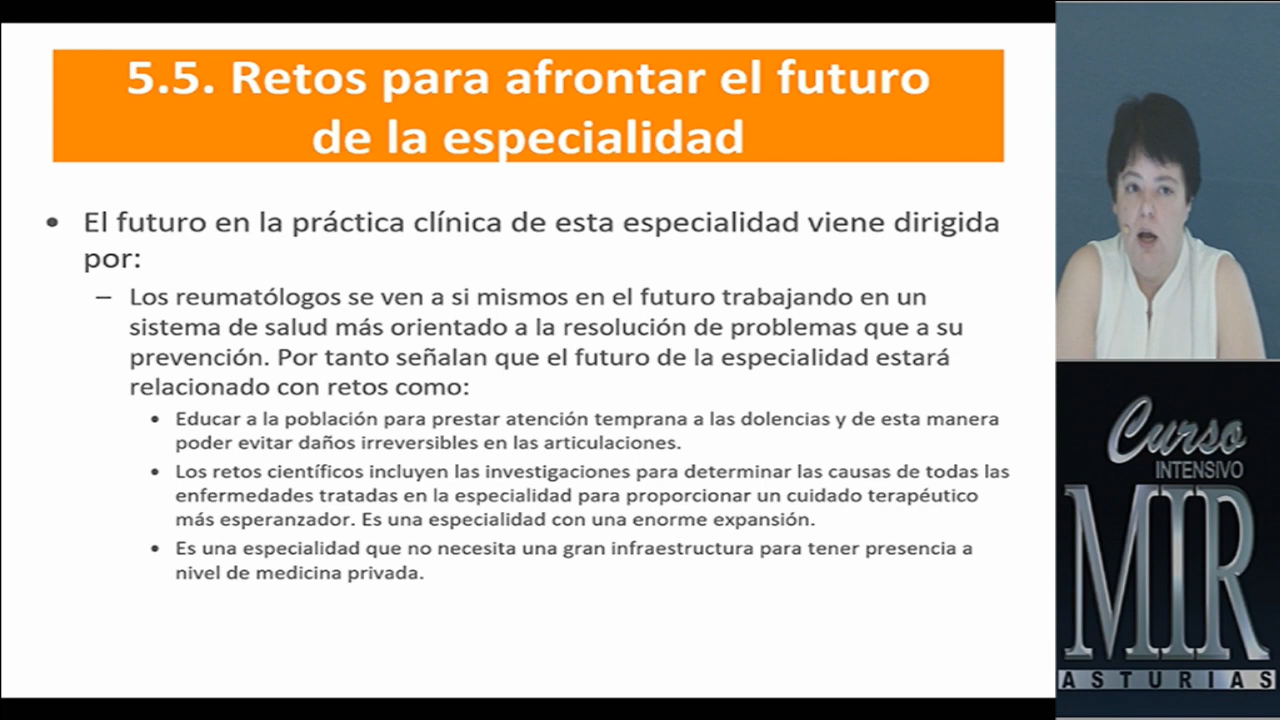 5.5. Retos para afrontar el futuro
de la especialidad
• El futuro en la práctica clínica de esta especialidad viene dirigida
por:
– Los reumatólogos se ven a si mismos en el futuro trabajando en un
sistema de salud más orientado a la resolución de problemas que a su
prevención. Por tanto señalan que el futuro de la especialidad estará
relacionado con retos como:
• Educar a la población para prestar atención temprana a las dolencias y de esta manera
poder evitar daños irreversibles en las articulaciones.
• Los retos científicos incluyen las investigaciones para determinar las causas de todas las
enfermedades tratadas en la especialidad para proporcionar un cuidado terapéutico
más esperanzador. Es una especialidad con una enorme expansión.
• Es una especialidad que no necesita una gran infraestructura para tener presencia a
nivel de medicina privada.
Curso
INTENSIVO
MIR
ASTURIAS